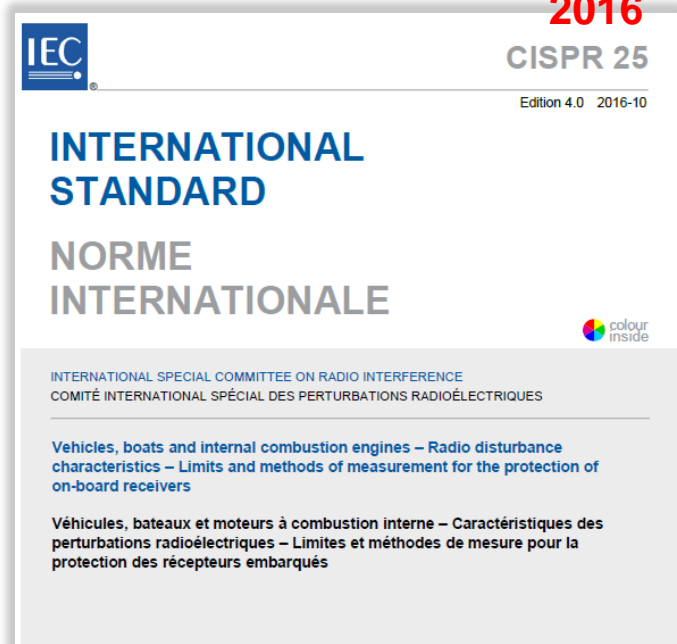 2016
IEC
®
CISPR 25
Edition 4.0 2016-10
INTERNATIONAL
STANDARD
NORME
INTERNATIONALE
colour
inside
INTERNATIONAL SPECIAL COMMITTEE ON RADIO INTERFERENCE
COMITÉ INTERNATIONAL SPÉCIAL DES PERTURBATIONS RADIOÉLECTRIQUES
Vehicles, boats and internal combustion engines – Radio disturbance
characteristics – Limits and methods of measurement for the protection of
on-board receivers
Véhicules, bateaux et moteurs à combustion interne – Caractéristiques des
perturbations radioélectriques – Limites et méthodes de mesure pour la
protection des récepteurs embarqués